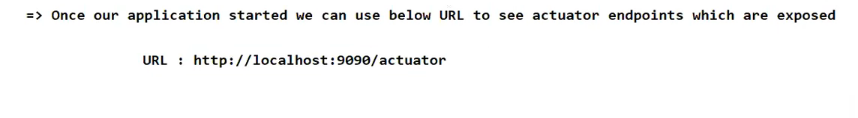 => Once our application started we can use below URL to see actuator endpoints which are exposed
URL : http://localhost:9090/actuator